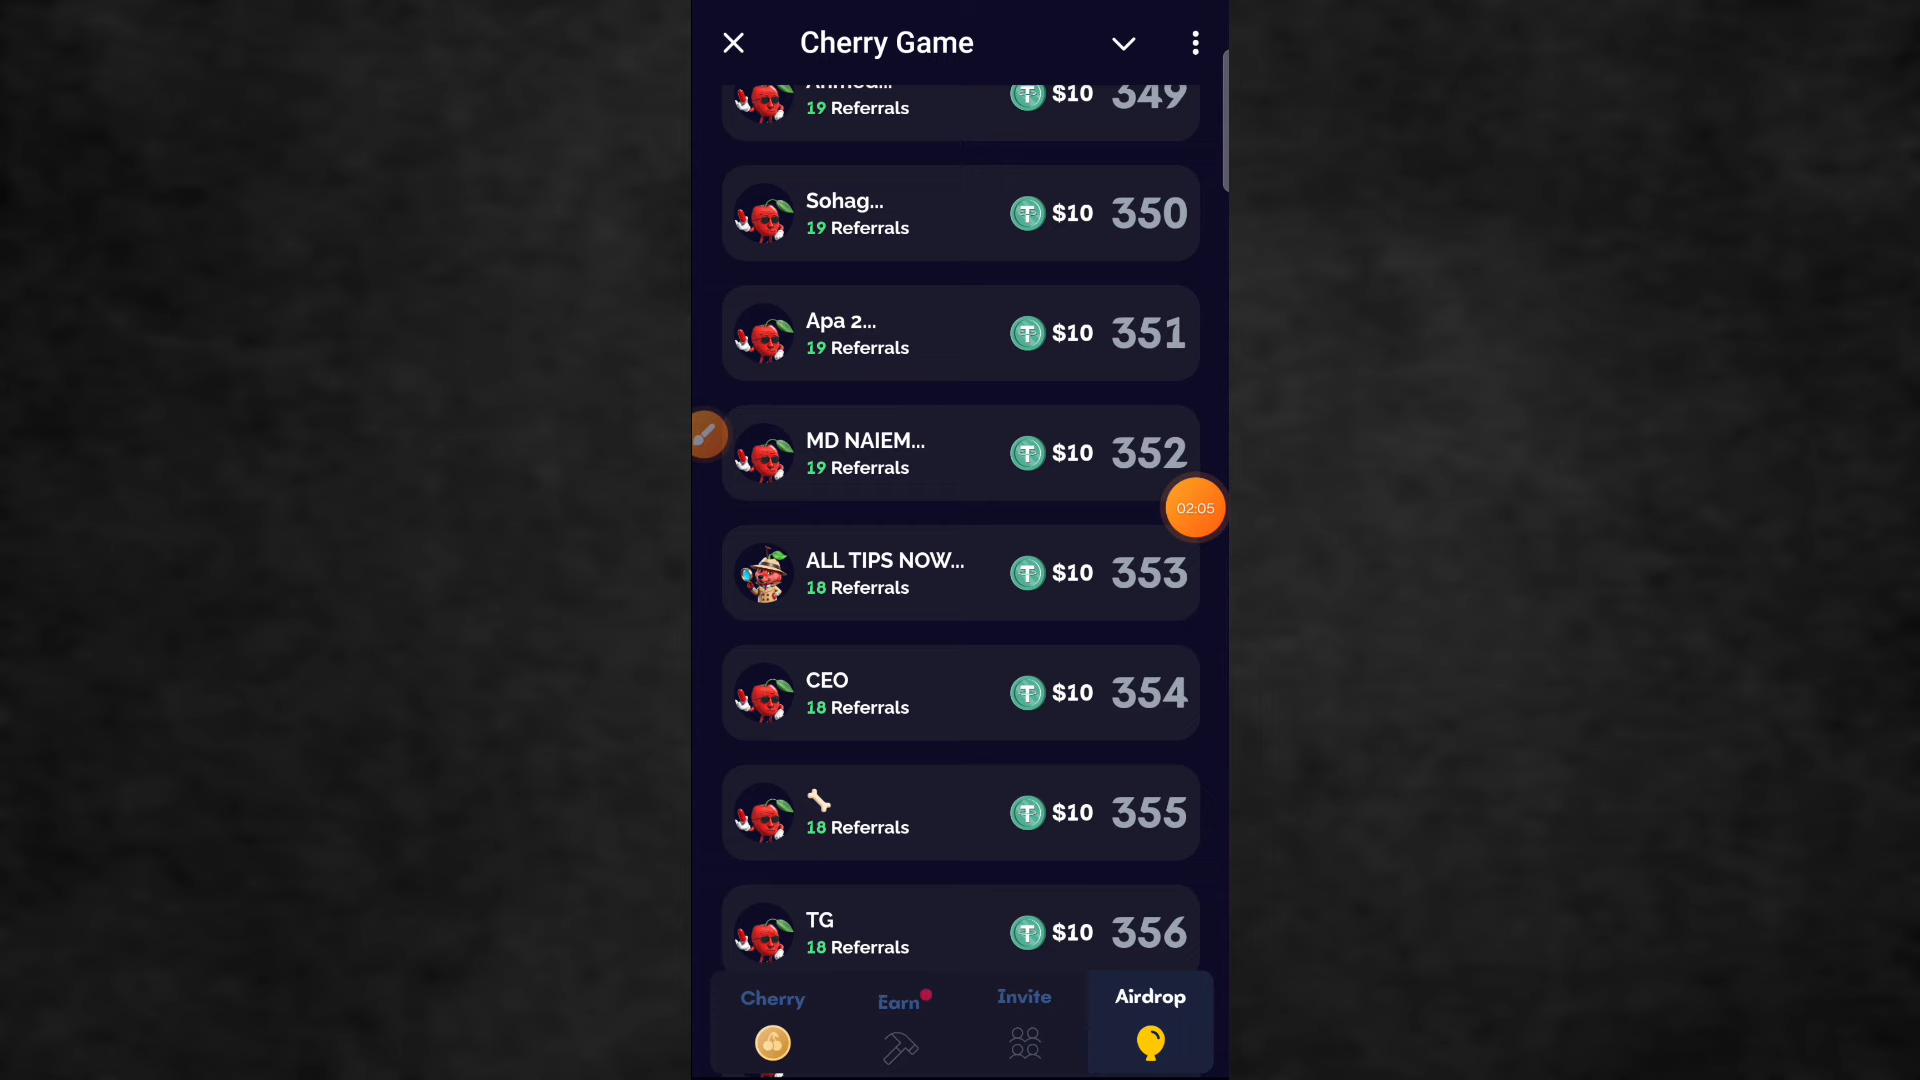 Cherry Game
19 Referrals
$10
349
Sohag...
19 Referrals
$10
350
Apa 2...
19 Referrals
$10
351
MD NAIEM...
19 Referrals
$10
352
02:05
ALL TIPS NOW...
18 Referrals
$10
353
CEO
18 Referrals
$10
354
18 Referrals
$10
355
TG
18 Referrals
$10
356
Cherry
Earn
Invite
Airdrop